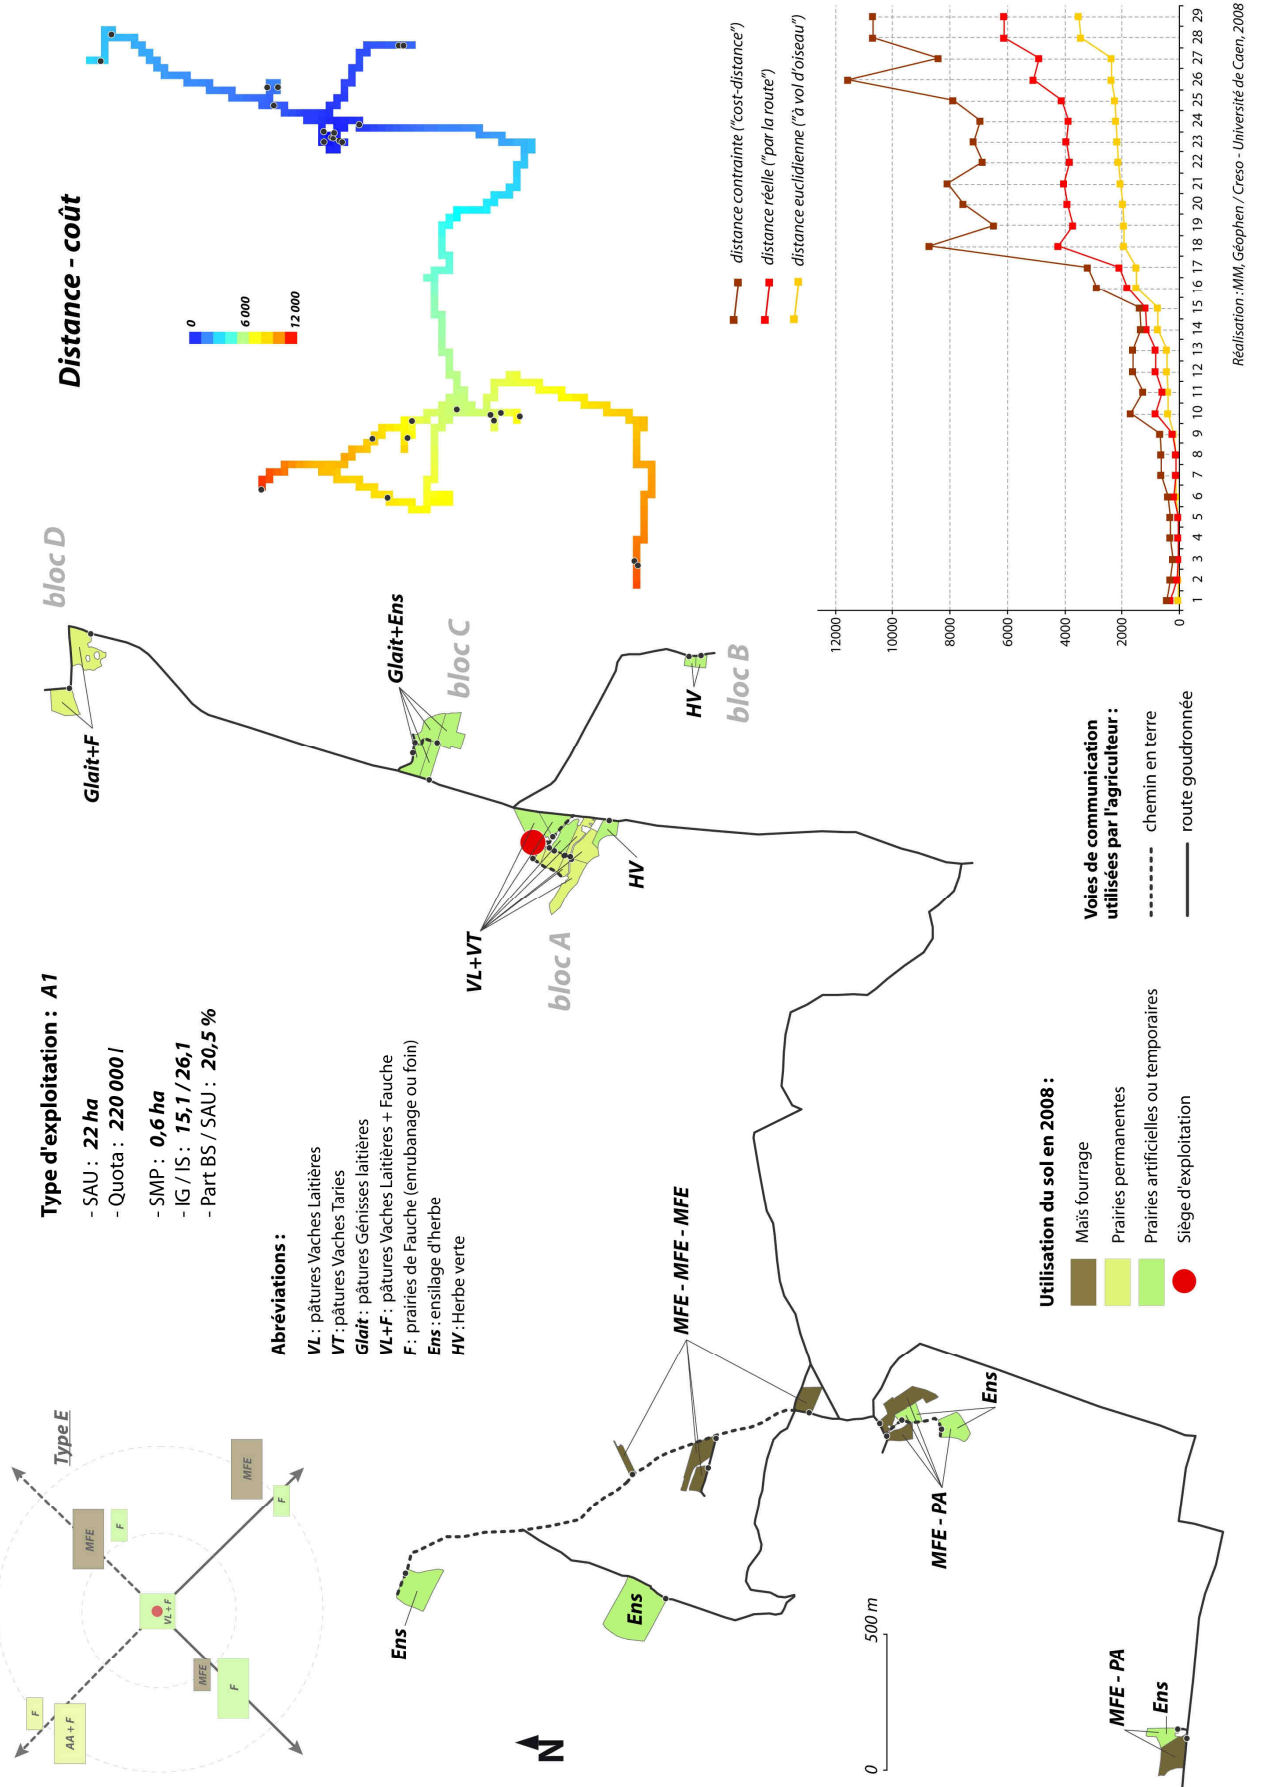 Type E
MFE
F
MFE
F
VL+F
F
AA+F
MFE
F
Type d'exploitation : A1
- SAU : 22 ha
- Quota : 220 000 l
- SMP : 0,6 ha
- IG / IS : 15,1 / 26,1
- Part BS / SAU : 20,5 %
Abréviations :
VL : pâtures Vaches Laitières
VT : pâtures Vaches Taries
Glait : pâtures Génisses laitières
VL+F : pâtures Vaches Laitières + Fauche
F : prairies de Fauche (enrubanage ou foin)
Ens : ensilage d'herbe
HV : Herbe verte
bloc D
Glait+F
Glait+Ens
bloc C
HV
bloc B
VL+VT
bloc A
HV
MFE - MFE - MFE
Ens
Ens
Ens
MFE - PA
MFE - PA
Ens
N
0
500 m
Distance - coût
0
6 000
12 000
distance contrainte ("cost-distance")
distance réelle ("par la route")
distance euclidienne ("à vol d'oiseau")
12000
10000
8000
6000
4000
2000
0
1 2 3 4 5 6 7 8 9 10 11 12 13 14 15 16 17 18 19 20 21 22 23 24 25 26 27 28 29
Utilisation du sol en 2008 :
Maïs fourrage
Prairies permanentes
Prairies artificielles ou temporaires
Siège d'exploitation
Voies de communication
utilisées par l'agriculteur :
chemin en terre
route goudronnée
Réalisation : MM, Géophen / Creso - Université de Caen, 2008